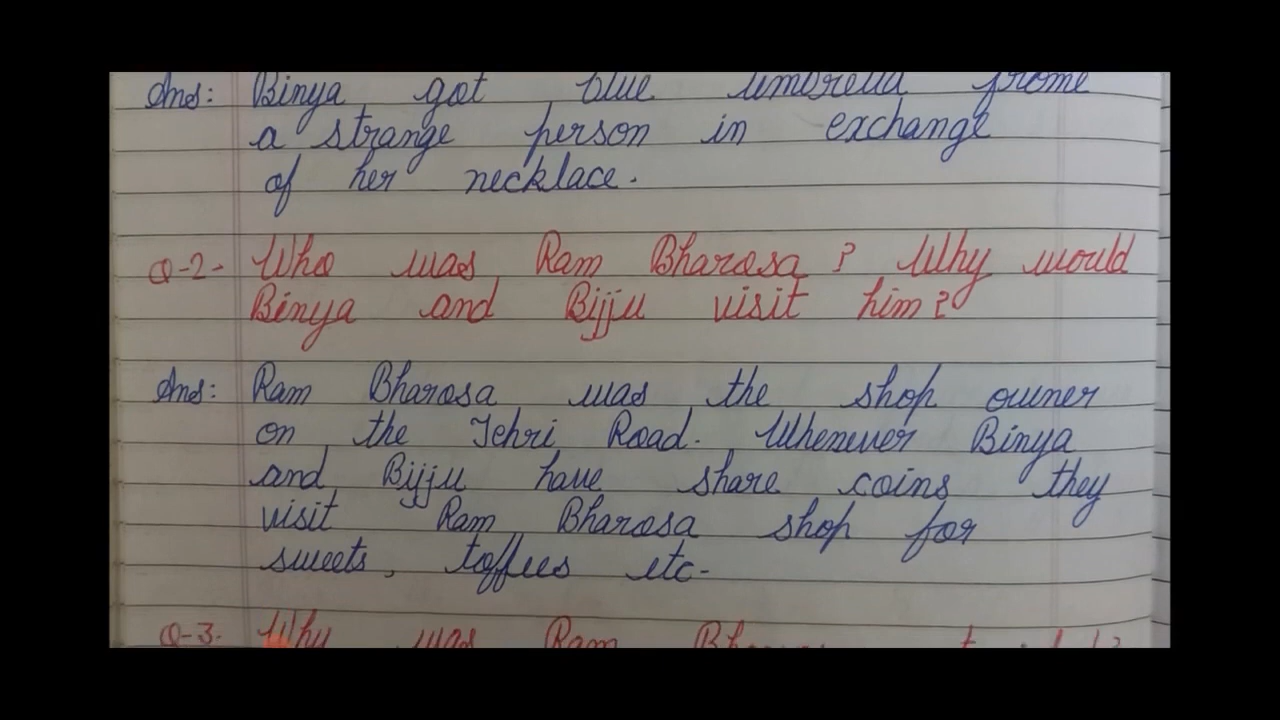 Ans: Binya got blue umbrella frome
a strange person in exchange
of her necklace.
Q-2- Who was Ram Bharosa? Why would
Binya and Bijju visit him?
Ans: Ram Bharosa was the shop owner
on the Tehri Road. Whenever Binya
and Bijju have share coins they
visit Ram Bharosa shop for
sweets, toffees etc-
Q-3. Why was Ram